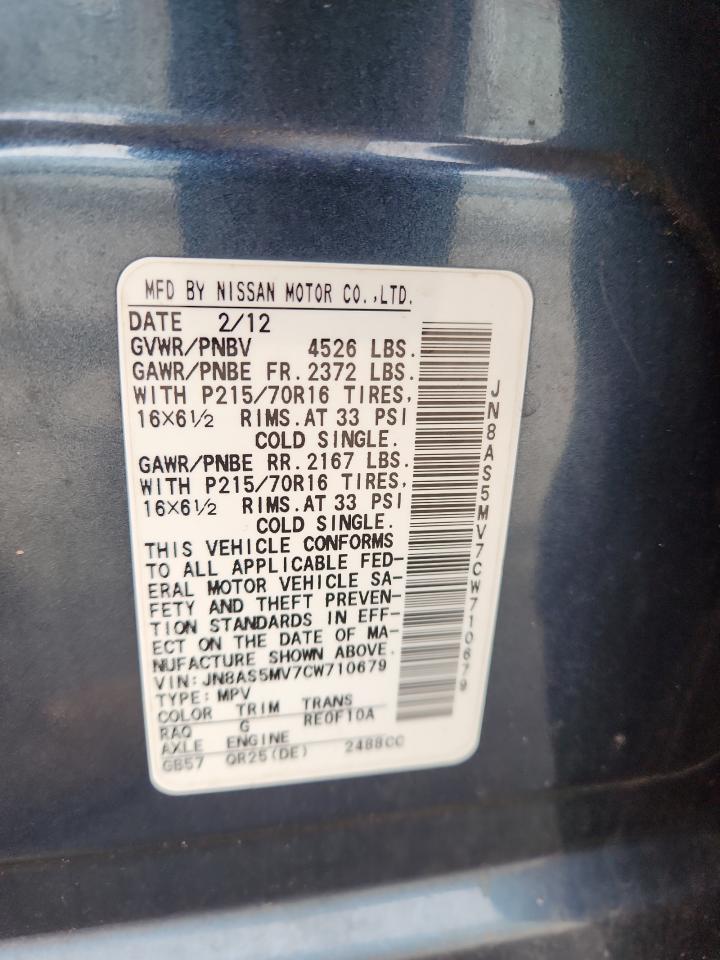 MFD BY NISSAN MOTOR CO.,LTD.
DATE 2/12
GVWR/PNBV 4526 LBS.
GAWR/PNBE FR. 2372 LBS.
WITH P215/70R16 TIRES,
16×6 1/2 RIMS. AT 33 PSI
COLD SINGLE.
GAWR/PNBE RR. 2167 LBS.
WITH P215/70R16 TIRES,
16×6 1/2 RIMS. AT 33 PSI
COLD SINGLE.
THIS VEHICLE CONFORMS
TO ALL APPLICABLE FED-
ERAL MOTOR VEHICLE SA-
FETY AND THEFT PREVEN-
TION STANDARDS IN EFF-
ECT ON THE DATE OF MA-
NUFACTURE SHOWN ABOVE.
VIN: JN8AS5MV7CW710679
TYPE: MPV
COLOR TRIM TRANS
RAQ G RE0F10A
AXLE ENGINE
GB57 QR25(DE) 2488CC
JN8AS5MV7CW710679